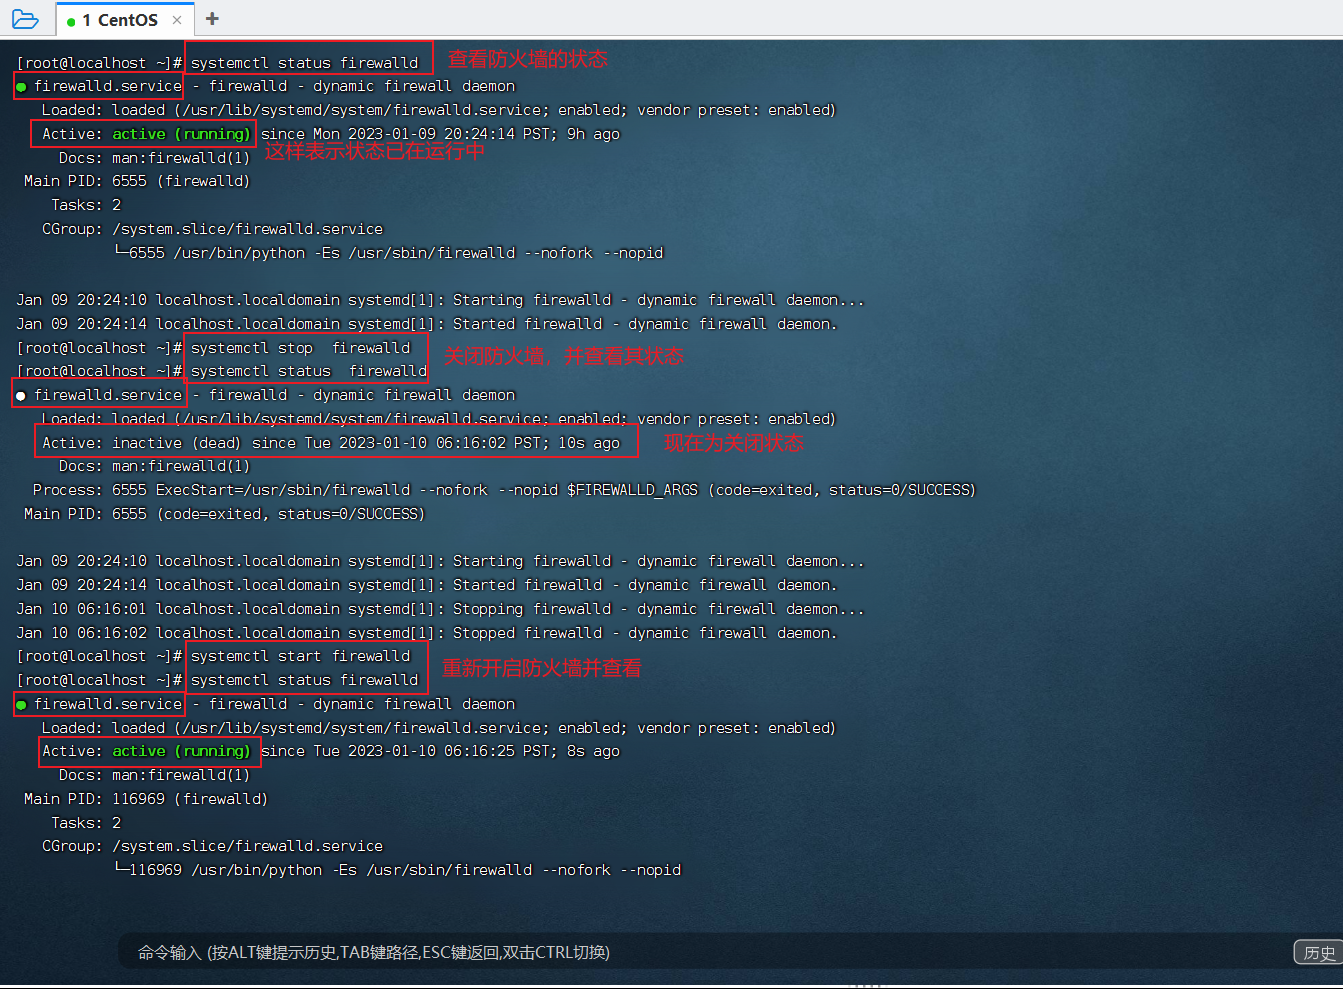 1 CentOS × +
[root@localhost ~]# systemctl status firewalld 查看防火墙的状态
● firewalld.service - firewalld - dynamic firewall daemon
Loaded: loaded (/usr/lib/systemd/system/firewalld.service; enabled; vendor preset: enabled)
Active: active (running) since Mon 2023-01-09 20:24:14 PST; 9h ago
这样表示状态已在运行中
Docs: man:firewalld(1)
Main PID: 6555 (firewalld)
Tasks: 2
CGroup: /system.slice/firewalld.service
└─6555 /usr/bin/python -Es /usr/sbin/firewalld --nofork --nopid
Jan 09 20:24:10 localhost.localdomain systemd[1]: Starting firewalld - dynamic firewall daemon...
Jan 09 20:24:14 localhost.localdomain systemd[1]: Started firewalld - dynamic firewall daemon.
[root@localhost ~]# systemctl stop  firewalld
关闭防火墙，并查看其状态
[root@localhost ~]# systemctl status  firewalld
● firewalld.service - firewalld - dynamic firewall daemon
Loaded: loaded (/usr/lib/systemd/system/firewalld.service; enabled; vendor preset: enabled)
Active: inactive (dead) since Tue 2023-01-10 06:16:02 PST; 10s ago 现在为关闭状态
Docs: man:firewalld(1)
Process: 6555 ExecStart=/usr/sbin/firewalld --nofork --nopid $FIREWALLD_ARGS (code=exited, status=0/SUCCESS)
Main PID: 6555 (code=exited, status=0/SUCCESS)
Jan 09 20:24:10 localhost.localdomain systemd[1]: Starting firewalld - dynamic firewall daemon...
Jan 09 20:24:14 localhost.localdomain systemd[1]: Started firewalld - dynamic firewall daemon.
Jan 10 06:16:01 localhost.localdomain systemd[1]: Stopping firewalld - dynamic firewall daemon...
Jan 10 06:16:02 localhost.localdomain systemd[1]: Stopped firewalld - dynamic firewall daemon.
[root@localhost ~]# systemctl start firewalld
重新开启防火墙并查看
[root@localhost ~]# systemctl status firewalld
● firewalld.service - firewalld - dynamic firewall daemon
Loaded: loaded (/usr/lib/systemd/system/firewalld.service; enabled; vendor preset: enabled)
Active: active (running) since Tue 2023-01-10 06:16:25 PST; 8s ago
Docs: man:firewalld(1)
Main PID: 116969 (firewalld)
Tasks: 2
CGroup: /system.slice/firewalld.service
└─116969 /usr/bin/python -Es /usr/sbin/firewalld --nofork --nopid
命令输入 (按ALT键提示历史,TAB键路径,ESC键返回,双击CTRL切换)
历史